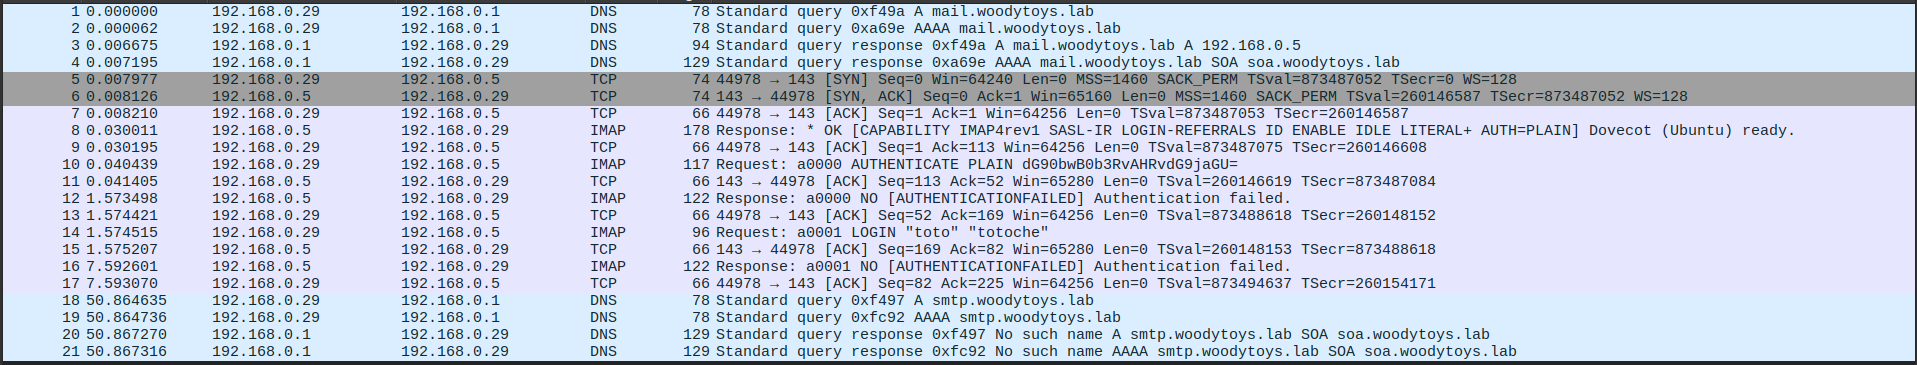 1 0.000000 192.168.0.29 192.168.0.1 DNS 78 Standard query 0xf49a A mail.woodytoys.lab
2 0.000062 192.168.0.29 192.168.0.1 DNS 78 Standard query 0xa69e AAAA mail.woodytoys.lab
3 0.006675 192.168.0.1 192.168.0.29 DNS 94 Standard query response 0xf49a A mail.woodytoys.lab A 192.168.0.5
4 0.007195 192.168.0.1 192.168.0.29 DNS 129 Standard query response 0xa69e AAAA mail.woodytoys.lab SOA soa.woodytoys.lab
5 0.007977 192.168.0.29 192.168.0.5 TCP 74 44978 → 143 [SYN] Seq=0 Win=64240 Len=0 MSS=1460 SACK_PERM TSval=873487052 TSecr=0 WS=128
6 0.008126 192.168.0.5 192.168.0.29 TCP 74 143 → 44978 [SYN, ACK] Seq=0 Ack=1 Win=65160 Len=0 MSS=1460 SACK_PERM TSval=260146587 TSecr=873487052 WS=128
7 0.008210 192.168.0.29 192.168.0.5 TCP 66 44978 → 143 [ACK] Seq=1 Ack=1 Win=64256 Len=0 TSval=873487053 TSecr=260146587
8 0.030011 192.168.0.5 192.168.0.29 IMAP 178 Response: * OK [CAPABILITY IMAP4rev1 SASL-IR LOGIN-REFERRALS ID ENABLE IDLE LITERAL+ AUTH=PLAIN] Dovecot (Ubuntu) ready.
9 0.030195 192.168.0.29 192.168.0.5 TCP 66 44978 → 143 [ACK] Seq=1 Ack=113 Win=64256 Len=0 TSval=873487075 TSecr=260146608
10 0.040439 192.168.0.29 192.168.0.5 IMAP 117 Request: a0000 AUTHENTICATE PLAIN dG90bwB0b3RvAHRvdG9jaGU=
11 0.041405 192.168.0.5 192.168.0.29 TCP 66 143 → 44978 [ACK] Seq=113 Ack=52 Win=65280 Len=0 TSval=260146619 TSecr=873487084
12 1.573498 192.168.0.5 192.168.0.29 IMAP 122 Response: a0000 NO [AUTHENTICATIONFAILED] Authentication failed.
13 1.574421 192.168.0.29 192.168.0.5 TCP 66 44978 → 143 [ACK] Seq=52 Ack=169 Win=64256 Len=0 TSval=873488618 TSecr=260148152
14 1.574515 192.168.0.29 192.168.0.5 IMAP 96 Request: a0001 LOGIN "toto" "totoche"
15 1.575207 192.168.0.5 192.168.0.29 TCP 66 143 → 44978 [ACK] Seq=169 Ack=82 Win=65280 Len=0 TSval=260148153 TSecr=873488618
16 7.592601 192.168.0.5 192.168.0.29 IMAP 122 Response: a0001 NO [AUTHENTICATIONFAILED] Authentication failed.
17 7.593070 192.168.0.29 192.168.0.5 TCP 66 44978 → 143 [ACK] Seq=82 Ack=225 Win=64256 Len=0 TSval=873494637 TSecr=260154171
18 50.864635 192.168.0.29 192.168.0.1 DNS 78 Standard query 0xf497 A smtp.woodytoys.lab
19 50.864736 192.168.0.29 192.168.0.1 DNS 78 Standard query 0xfc92 AAAA smtp.woodytoys.lab
20 50.867270 192.168.0.1 192.168.0.29 DNS 129 Standard query response 0xf497 No such name A smtp.woodytoys.lab SOA soa.woodytoys.lab
21 50.867316 192.168.0.1 192.168.0.29 DNS 129 Standard query response 0xfc92 No such name AAAA smtp.woodytoys.lab SOA soa.woodytoys.lab